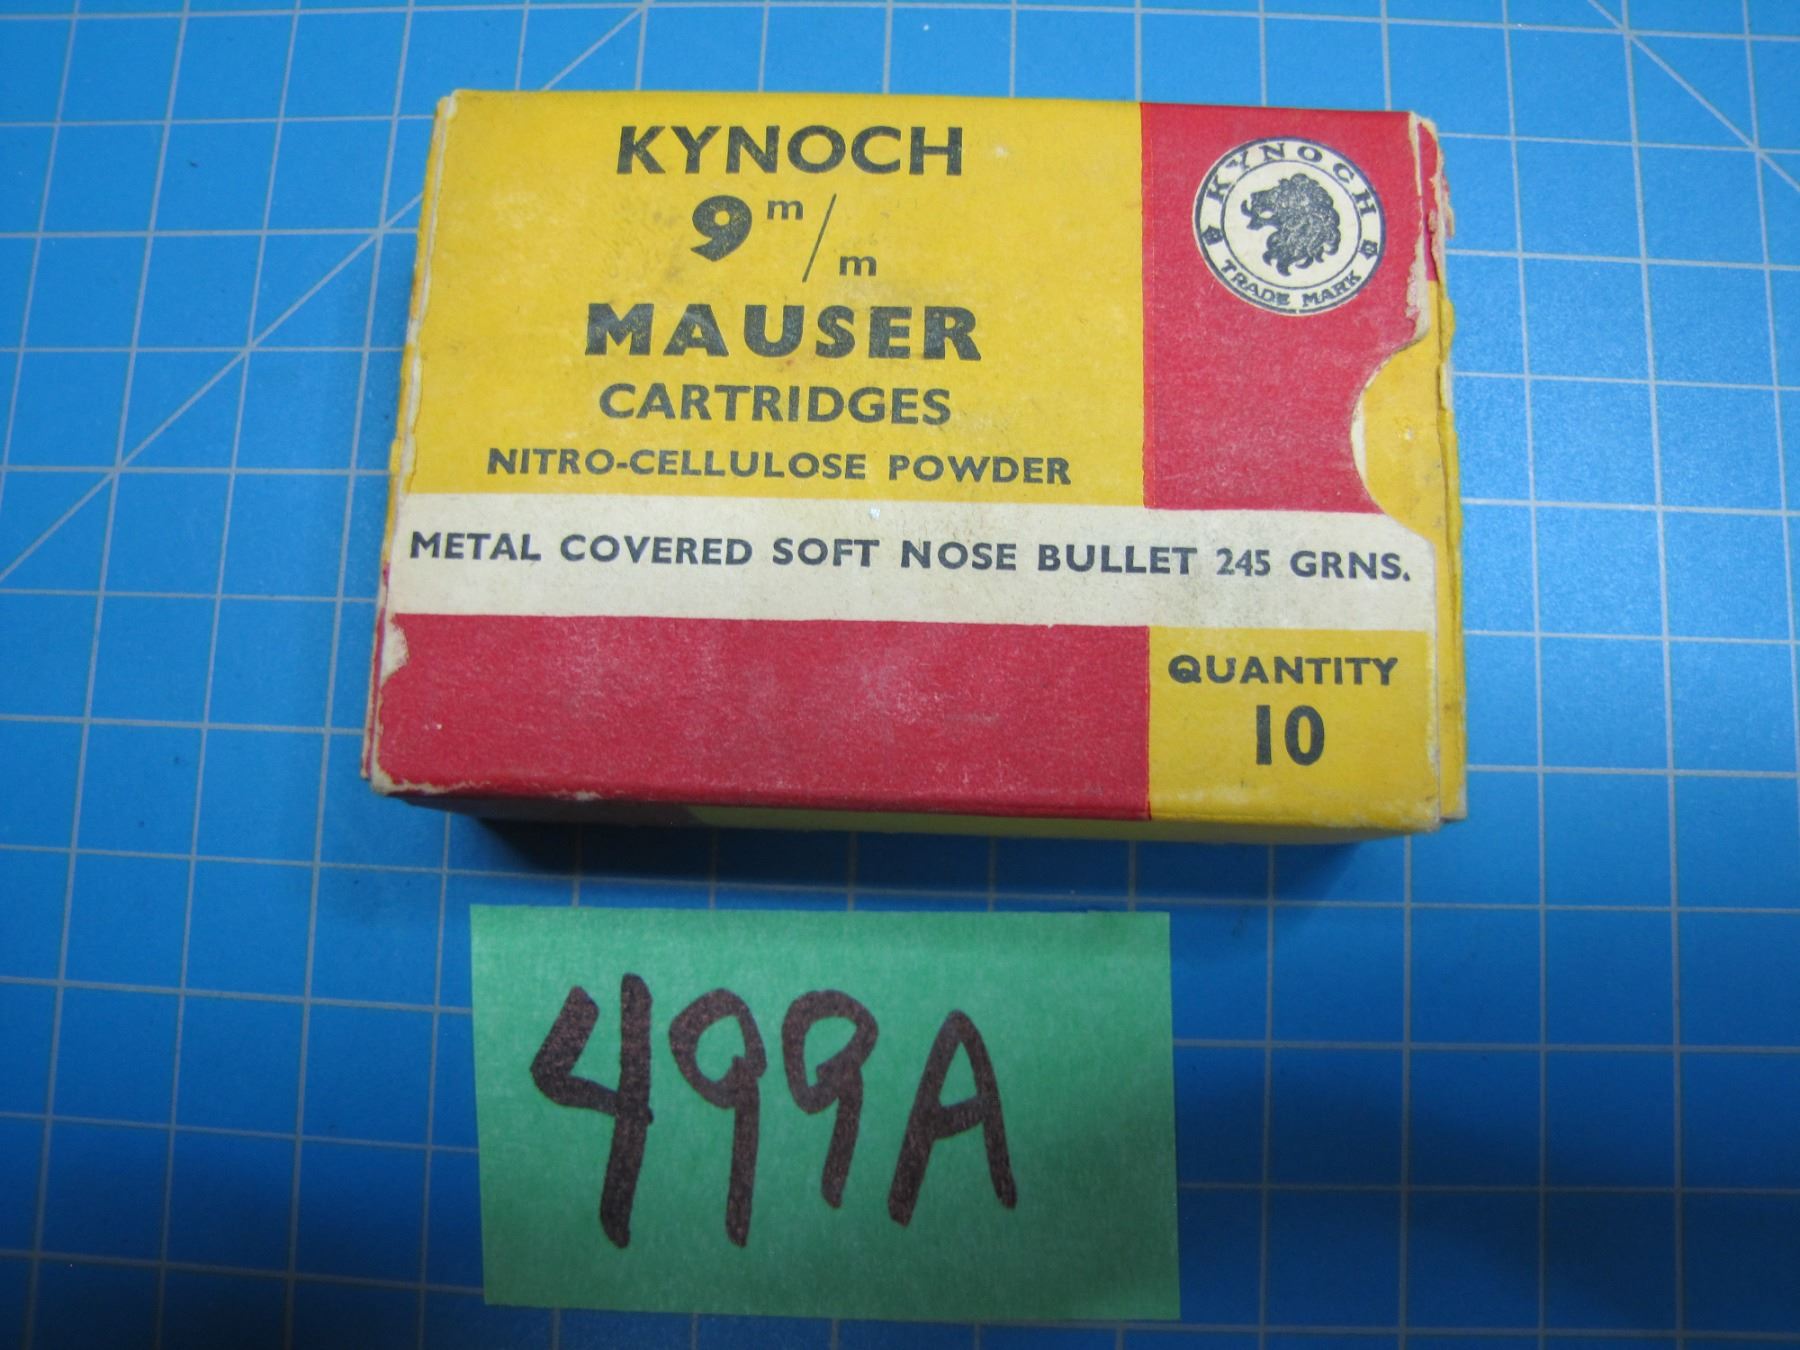 KYNOCH
9 m/m
MAUSER
CARTRIDGES
NITRO-CELLULOSE POWDER
KYNOCH
TRADE MARK
METAL COVERED SOFT NOSE BULLET 245 GRNS.
QUANTITY
10
499A